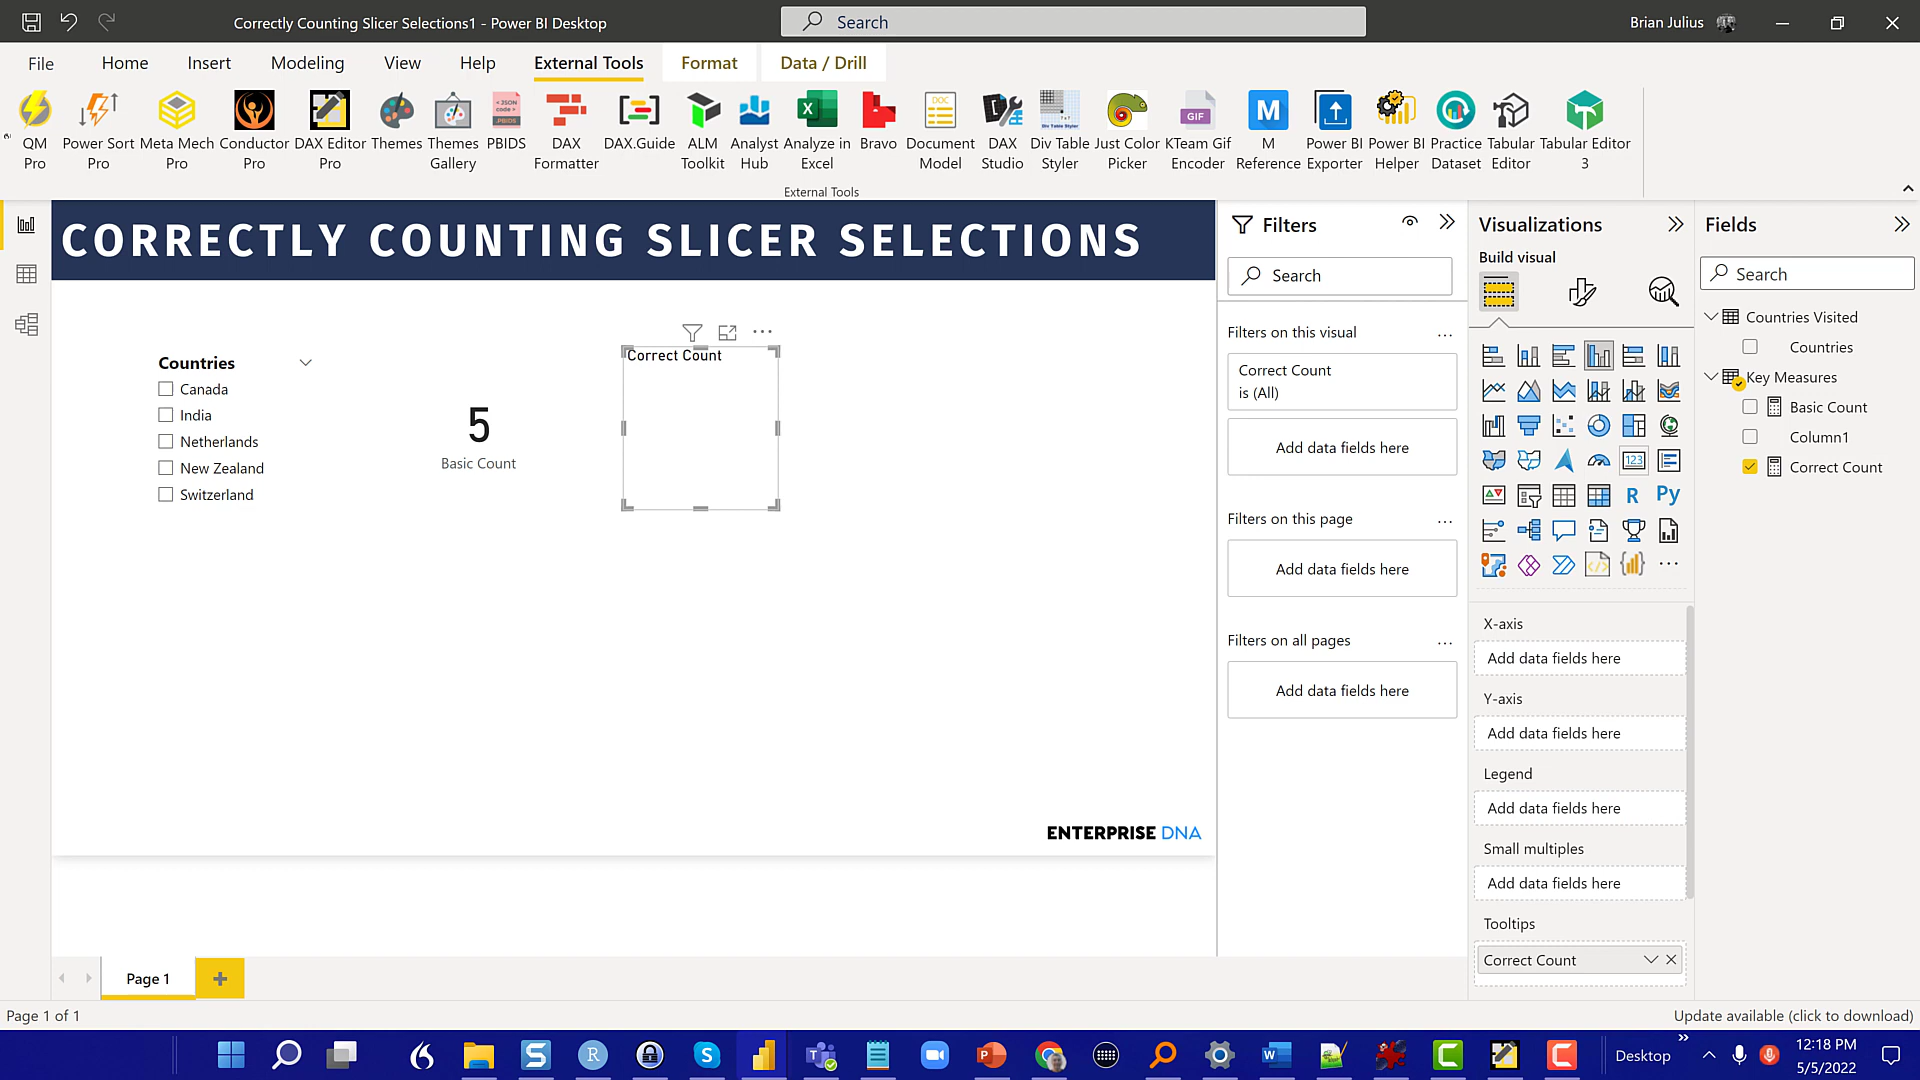 Correctly Counting Slicer Selections1 - Power BI Desktop
Search
Brian Julius
File
Home
Insert
Modeling
View
Help
External Tools
Format
Data / Drill
QM
Pro
Power Sort
Pro
Meta Mech
Pro
Conductor
Pro
DAX Editor
Pro
Themes
Themes
Gallery
< JSON
code >
.PBIDS
PBIDS
DAX
Formatter
DAX.Guide
ALM
Toolkit
Analyst
Hub
Analyze in
Excel
Bravo
DOC
Document
Model
DAX
Studio
Div Table Styler
Div Table
Styler
Just Color
Picker
GIF
KTeam Gif
Encoder
M
M
Reference
Power BI
Exporter
Power BI
Helper
Practice
Dataset
Tabular
Editor
Tabular Editor
3
External Tools
CORRECTLY COUNTING SLICER SELECTIONS
Countries
Canada
India
Netherlands
New Zealand
Switzerland
5
Basic Count
Correct Count
ENTERPRISE DNA
Filters
Search
Filters on this visual
Correct Count
is (All)
Add data fields here
Filters on this page
Add data fields here
Filters on all pages
Add data fields here
Visualizations
Build visual
123
R
Py
X-axis
Add data fields here
Y-axis
Add data fields here
Legend
Add data fields here
Small multiples
Add data fields here
Tooltips
Correct Count
Fields
Search
Countries Visited
Countries
Key Measures
Basic Count
Column1
Correct Count
Page 1
Page 1 of 1
Update available (click to download)
Desktop
12:18 PM
5/5/2022